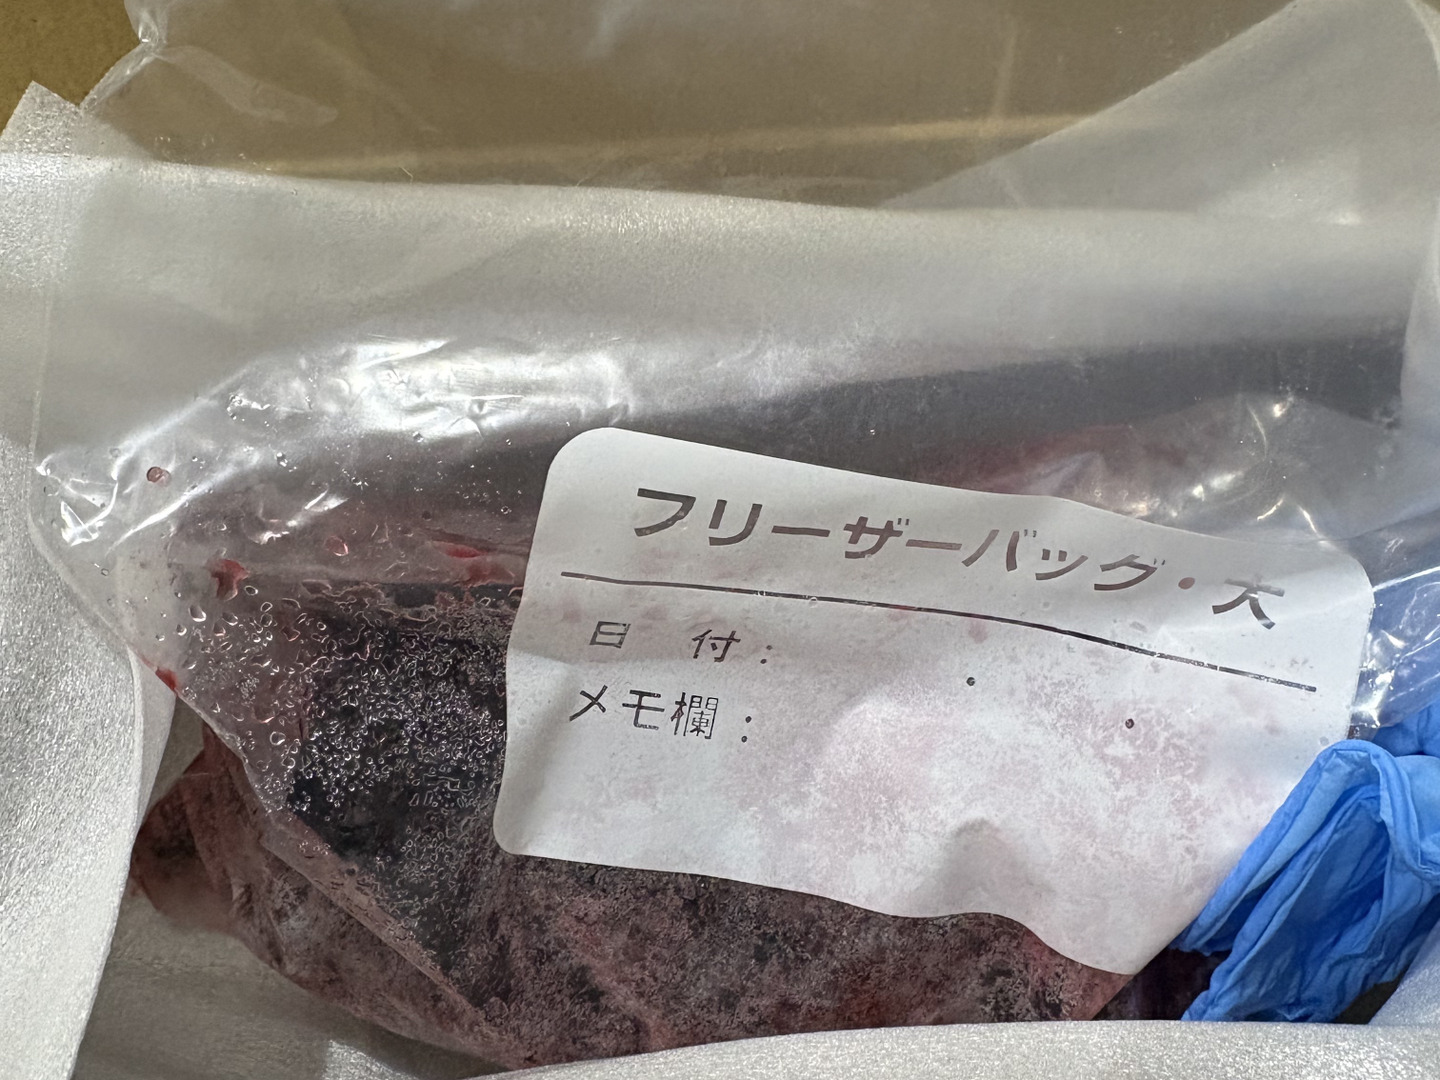 フリーザーバッグ・大
日　付：
メモ欄：